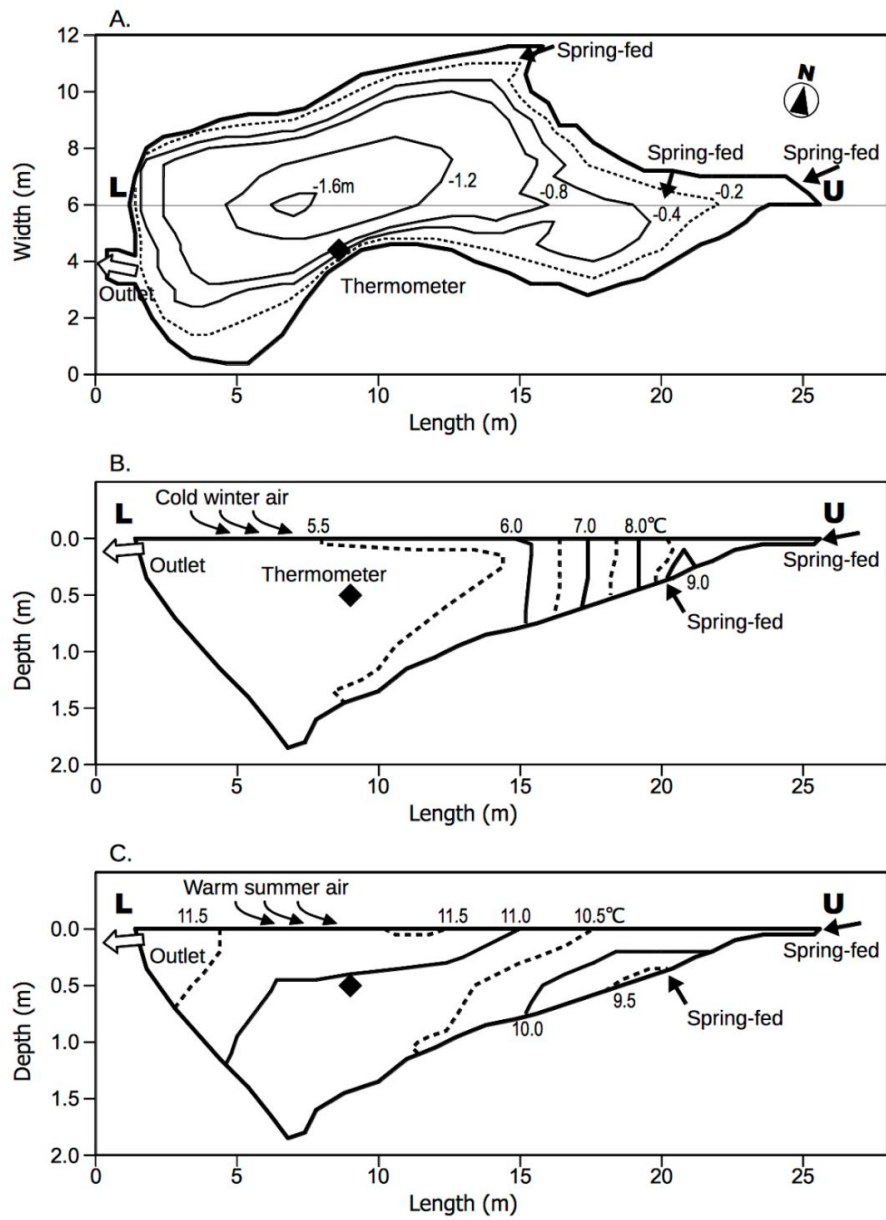 A.
12
10
8
6
4
2
0
Width (m)
Spring-fed
N
Spring-fed
Spring-fed
L
-1.6m
-1.2
-0.8
-0.4
-0.2
U
Outlet
Thermometer
0
5
10
15
20
25
Length (m)
B.
L
Cold winter air
5.5
6.0
7.0
8.0℃
U
0.0
0.5
1.0
1.5
2.0
Depth (m)
Outlet
Thermometer
9.0
Spring-fed
Spring-fed
0
5
10
15
20
25
Length (m)
C.
L
Warm summer air
11.5
11.5
11.0
10.5℃
U
0.0
0.5
1.0
1.5
2.0
Depth (m)
Outlet
Spring-fed
9.5
10.0
Spring-fed
0
5
10
15
20
25
Length (m)